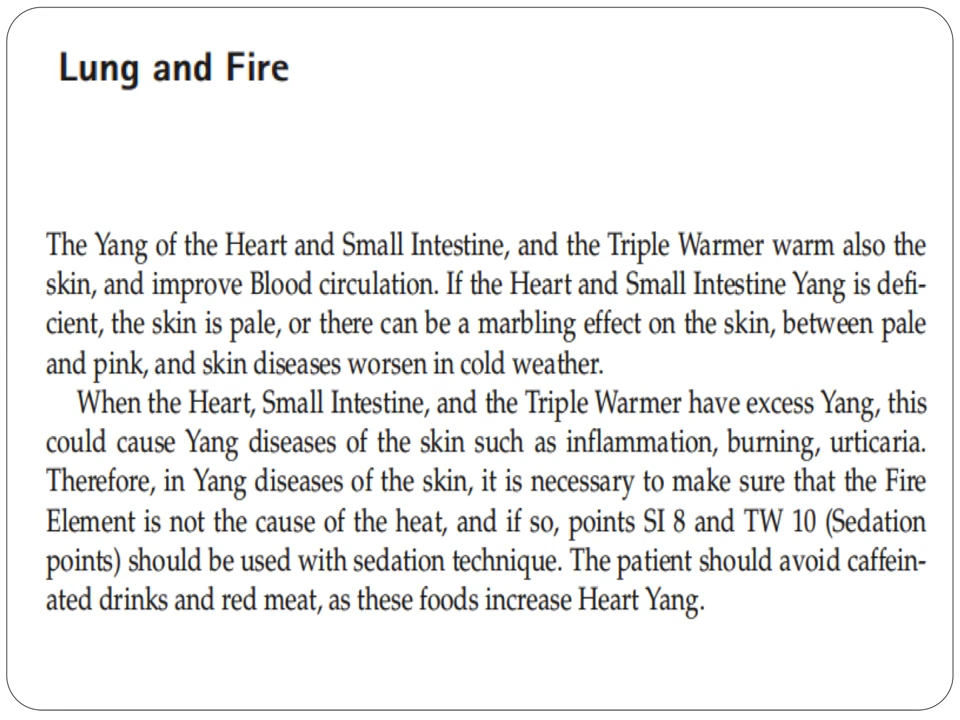 Lung and Fire
The Yang of the Heart and Small Intestine, and the Triple Warmer warm also the
skin, and improve Blood circulation. If the Heart and Small Intestine Yang is defi-
cient, the skin is pale, or there can be a marbling effect on the skin, between pale
and pink, and skin diseases worsen in cold weather.
When the Heart, Small Intestine, and the Triple Warmer have excess Yang, this
could cause Yang diseases of the skin such as inflammation, burning, urticaria.
Therefore, in Yang diseases of the skin, it is necessary to make sure that the Fire
Element is not the cause of the heat, and if so, points SI 8 and TW 10 (Sedation
points) should be used with sedation technique. The patient should avoid caffein-
ated drinks and red meat, as these foods increase Heart Yang.